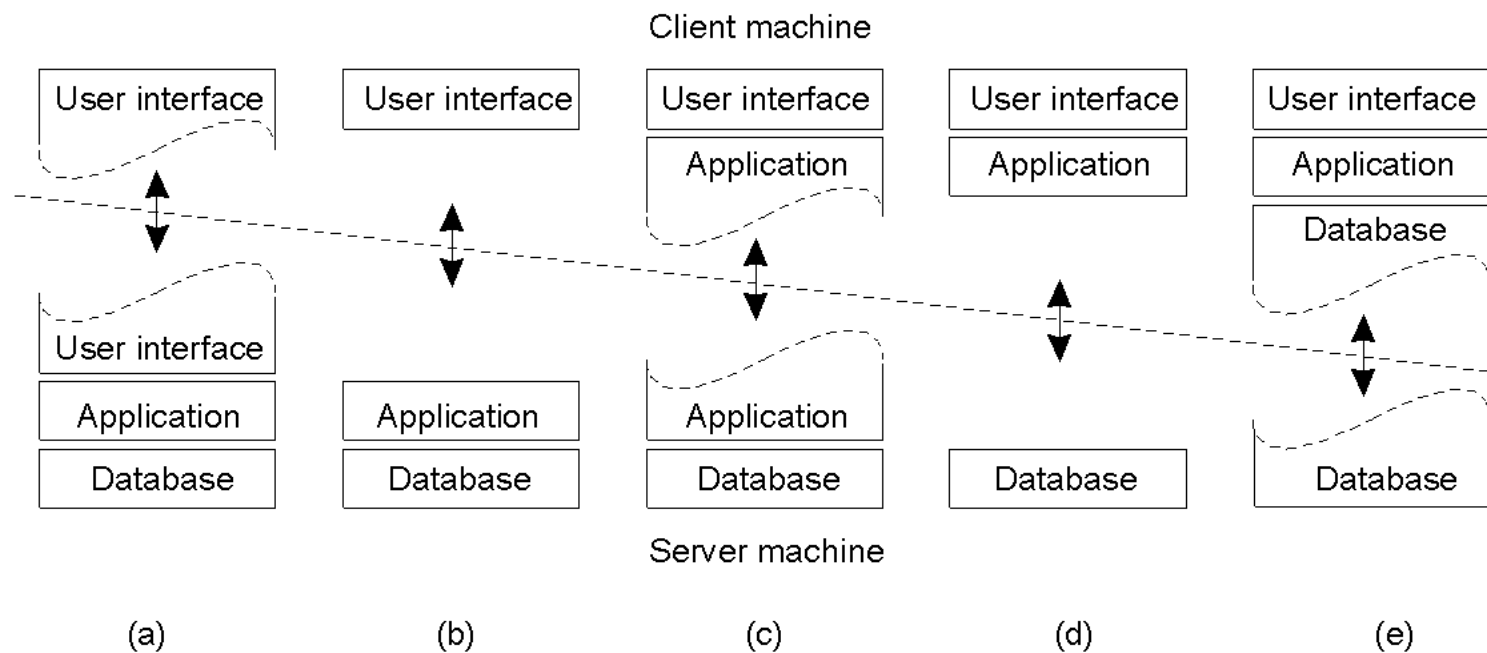 Client machine
User interface
User interface
User interface
User interface
User interface
Application
Application
Application
Database
User interface
Application
Application
Application
Database
Database
Database
Database
Database
Server machine
(a)
(b)
(c)
(d)
(e)